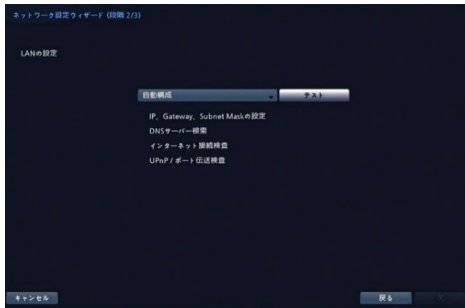 ネットワーク設定ウィザード (段階 2/3)
LANの設定
自動構成
テスト
IP、Gateway、Subnet Maskの設定
DNSサーバー検索
インターネット接続検査
UPnP / ポート伝送検査
キャンセル
戻る